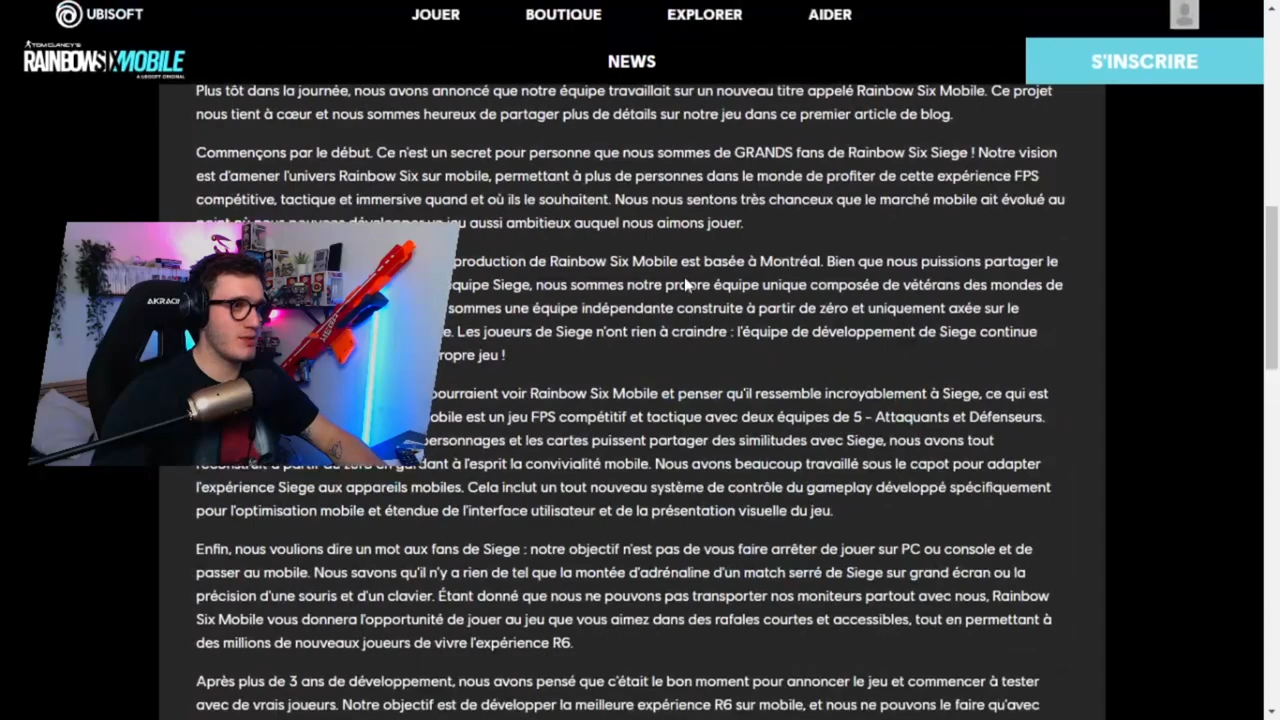 UBISOFT
JOUER BOUTIQUE EXPLORER AIDER
TOM CLANCY'S
RAINBOWSIXMOBILE
A UBISOFT ORIGINAL
NEWS
S'INSCRIRE
Plus tôt dans la journée, nous avons annoncé que notre équipe travaillait sur un nouveau titre appelé Rainbow Six Mobile. Ce projet
nous tient à cœur et nous sommes heureux de partager plus de détails sur notre jeu dans ce premier article de blog.
Commençons par le début. Ce n'est un secret pour personne que nous sommes de GRANDS fans de Rainbow Six Siege ! Notre vision
est d'amener l'univers Rainbow Six sur mobile, permettant à plus de personnes dans le monde de profiter de cette expérience FPS
compétitive, tactique et immersive quand et où ils le souhaitent. Nous nous sentons très chanceux que le marché mobile ait évolué au
jeu aussi ambitieux auquel nous aimons jouer.
production de Rainbow Six Mobile est basée à Montréal. Bien que nous puissions partager le
équipe Siege, nous sommes notre propre équipe unique composée de vétérans des mondes de
sommes une équipe indépendante construite à partir de zéro et uniquement axée sur le
Les joueurs de Siege n'ont rien à craindre : l'équipe de développement de Siege continue
jeu !
pourraient voir Rainbow Six Mobile et penser qu'il ressemble incroyablement à Siege, ce qui est
est un jeu FPS compétitif et tactique avec deux équipes de 5 - Attaquants et Défenseurs.
personnages et les cartes puissent partager des similitudes avec Siege, nous avons tout
à l'esprit la convivialité mobile. Nous avons beaucoup travaillé sous le capot pour adapter
l'expérience Siege aux appareils mobiles. Cela inclut un tout nouveau système de contrôle du gameplay développé spécifiquement
pour l'optimisation mobile et étendue de l'interface utilisateur et de la présentation visuelle du jeu.
Enfin, nous voulions dire un mot aux fans de Siege : notre objectif n'est pas de vous faire arrêter de jouer sur PC ou console et de
passer au mobile. Nous savons qu'il n'y a rien de tel que la montée d'adrénaline d'un match serré de Siege sur grand écran ou la
précision d'une souris et d'un clavier. Étant donné que nous ne pouvons pas transporter nos moniteurs partout avec nous, Rainbow
Six Mobile vous donnera l'opportunité de jouer au jeu que vous aimez dans des rafales courtes et accessibles, tout en permettant à
des millions de nouveaux joueurs de vivre l'expérience R6.
Après plus de 3 ans de développement, nous avons pensé que c'était le bon moment pour annoncer le jeu et commencer à tester
avec de vrais joueurs. Notre objectif est de développer la meilleure expérience R6 sur mobile, et nous ne pouvons le faire qu'avec